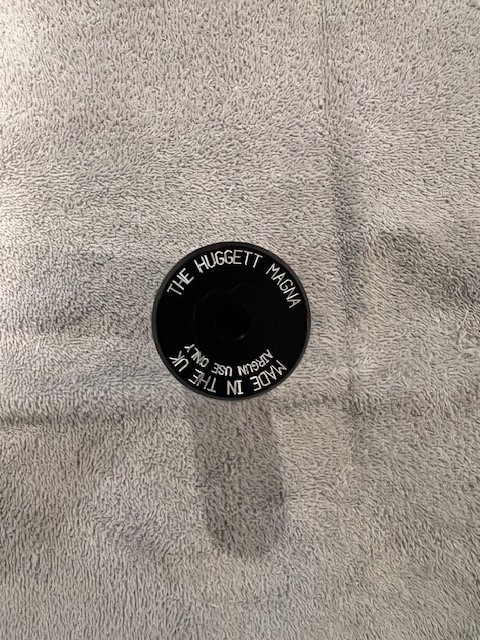 THE HUGGETT MAGNA
AIRGUN USE ONLY
MADE IN THE UK